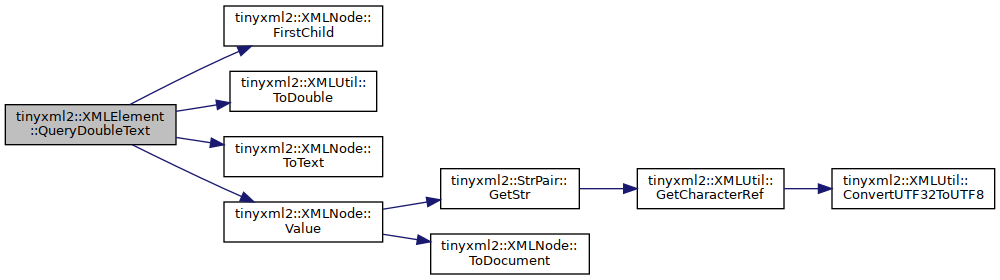 tinyxml2::XMLElement
::QueryDoubleText
tinyxml2::XMLNode::
FirstChild
tinyxml2::XMLUtil::
ToDouble
tinyxml2::XMLNode::
ToText
tinyxml2::XMLNode::
Value
tinyxml2::StrPair::
GetStr
tinyxml2::XMLUtil::
GetCharacterRef
tinyxml2::XMLUtil::
ConvertUTF32ToUTF8
tinyxml2::XMLNode::
ToDocument